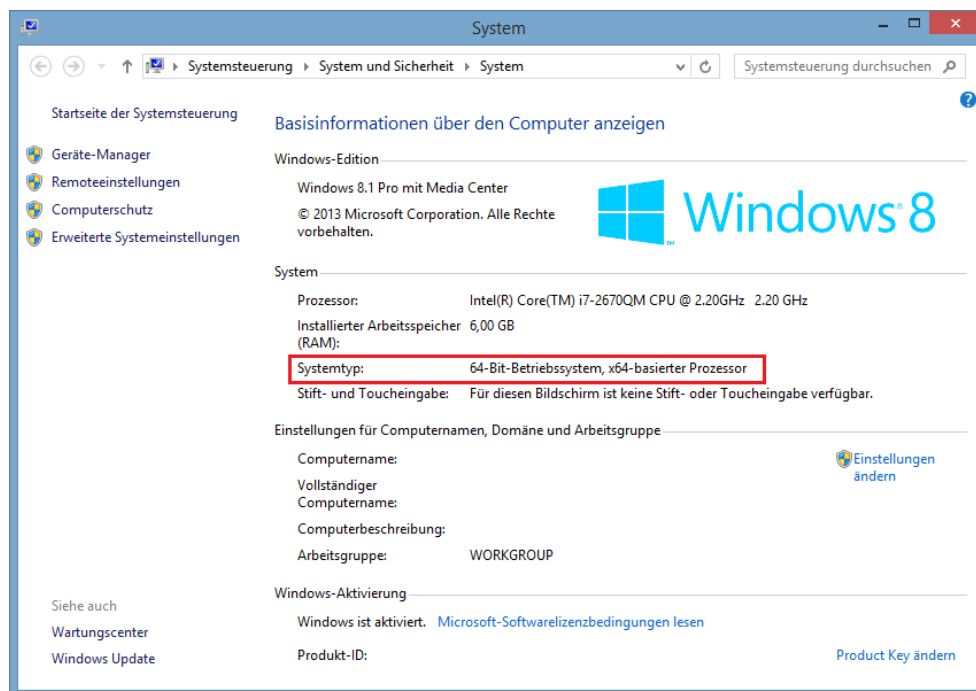 System
Systemsteuerung System und Sicherheit System
Systemsteuerung durchsuchen
Startseite der Systemsteuerung
Geräte-Manager
Remoteeinstellungen
Computerschutz
Erweiterte Systemeinstellungen
Basisinformationen über den Computer anzeigen
Windows-Edition
Windows 8.1 Pro mit Media Center
© 2013 Microsoft Corporation. Alle Rechte
vorbehalten.
Windows 8
System
Prozessor: Intel(R) Core(TM) i7-2670QM CPU @ 2.20GHz 2.20 GHz
Installierter Arbeitsspeicher 6,00 GB
(RAM):
Systemtyp: 64-Bit-Betriebssystem, x64-basierter Prozessor
Stift- und Toucheingabe: Für diesen Bildschirm ist keine Stift- oder Toucheingabe verfügbar.
Einstellungen für Computernamen, Domäne und Arbeitsgruppe
Computername:
Einstellungen
ändern
Vollständiger
Computername:
Computerbeschreibung:
Arbeitsgruppe: WORKGROUP
Windows-Aktivierung
Windows ist aktiviert. Microsoft-Softwarelizenzbedingungen lesen
Produkt-ID:
Product Key ändern
Siehe auch
Wartungscenter
Windows Update